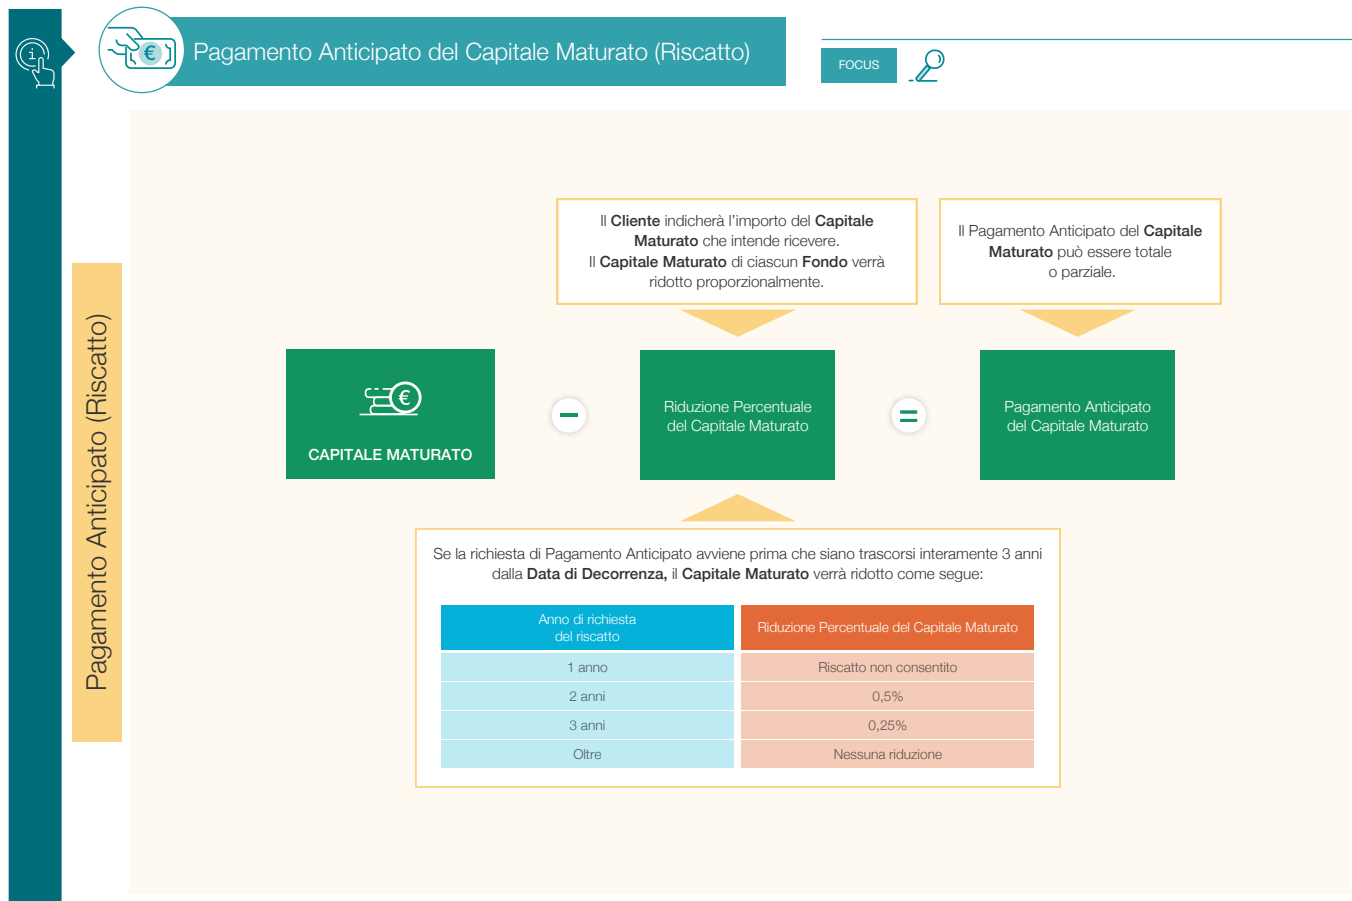 Pagamento Anticipato del Capitale Maturato (Riscatto)
FOCUS
Pagamento Anticipato (Riscatto)
Il Cliente indicherà l’importo del Capitale
Maturato che intende ricevere.
Il Capitale Maturato di ciascun Fondo verrà
ridotto proporzionalmente.
Il Pagamento Anticipato del Capitale
Maturato può essere totale
o parziale.
CAPITALE MATURATO
Riduzione Percentuale
del Capitale Maturato
Pagamento Anticipato
del Capitale Maturato
Se la richiesta di Pagamento Anticipato avviene prima che siano trascorsi interamente 3 anni
dalla Data di Decorrenza, il Capitale Maturato verrà ridotto come segue:
Anno di richiesta
del riscatto
Riduzione Percentuale del Capitale Maturato
1 anno Riscatto non consentito
2 anni 0,5%
3 anni 0,25%
Oltre Nessuna riduzione